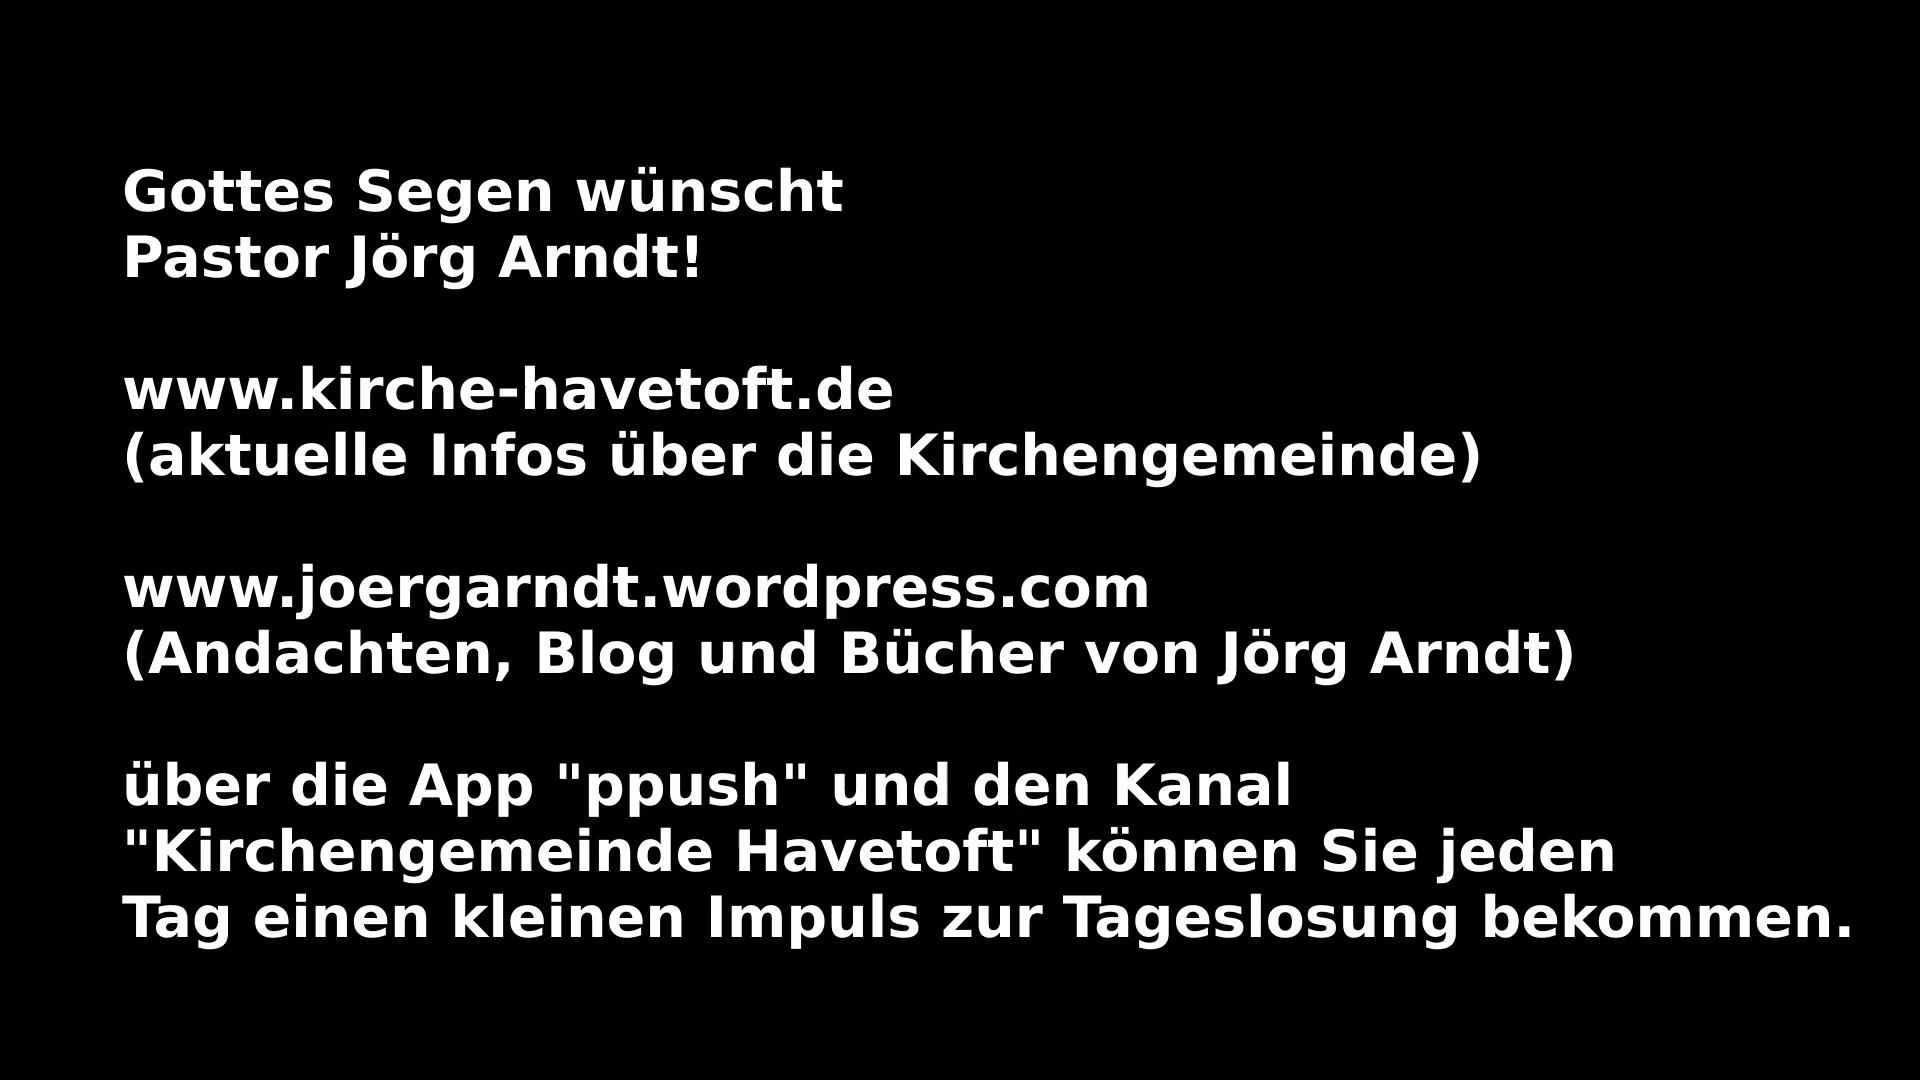 Gottes Segen wünscht
Pastor Jörg Arndt!
www.kirche-havetoft.de
(aktuelle Infos über die Kirchengemeinde)
www.joergarndt.wordpress.com
(Andachten, Blog und Bücher von Jörg Arndt)
über die App "ppush" und den Kanal
"Kirchengemeinde Havetoft" können Sie jeden
Tag einen kleinen Impuls zur Tageslosung bekommen.